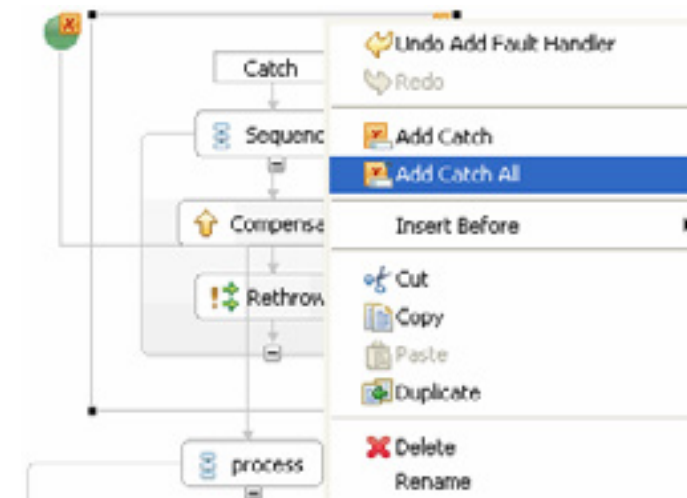 Catch
Sequenc
Compensa
Rethrow
process
Undo Add Fault Handler
Redo
Add Catch
Add Catch All
Insert Before
Cut
Copy
Paste
Duplicate
Delete
Rename